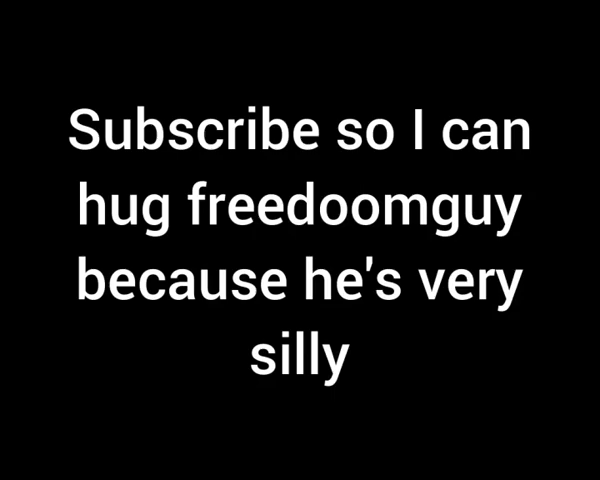 Subscribe so I can
hug freedoomguy
because he's very
silly